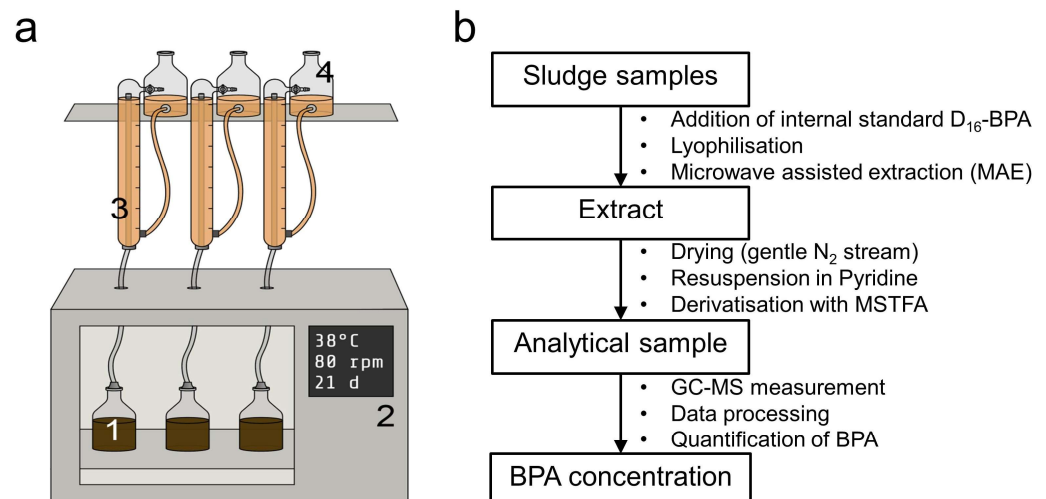 a
4
3
38°C
80 rpm
21 d
2
1
b
Sludge samples
• Addition of internal standard D₁₆-BPA
• Lyophilisation
• Microwave assisted extraction (MAE)
Extract
• Drying (gentle N₂ stream)
• Resuspension in Pyridine
• Derivatisation with MSTFA
Analytical sample
• GC-MS measurement
• Data processing
• Quantification of BPA
BPA concentration